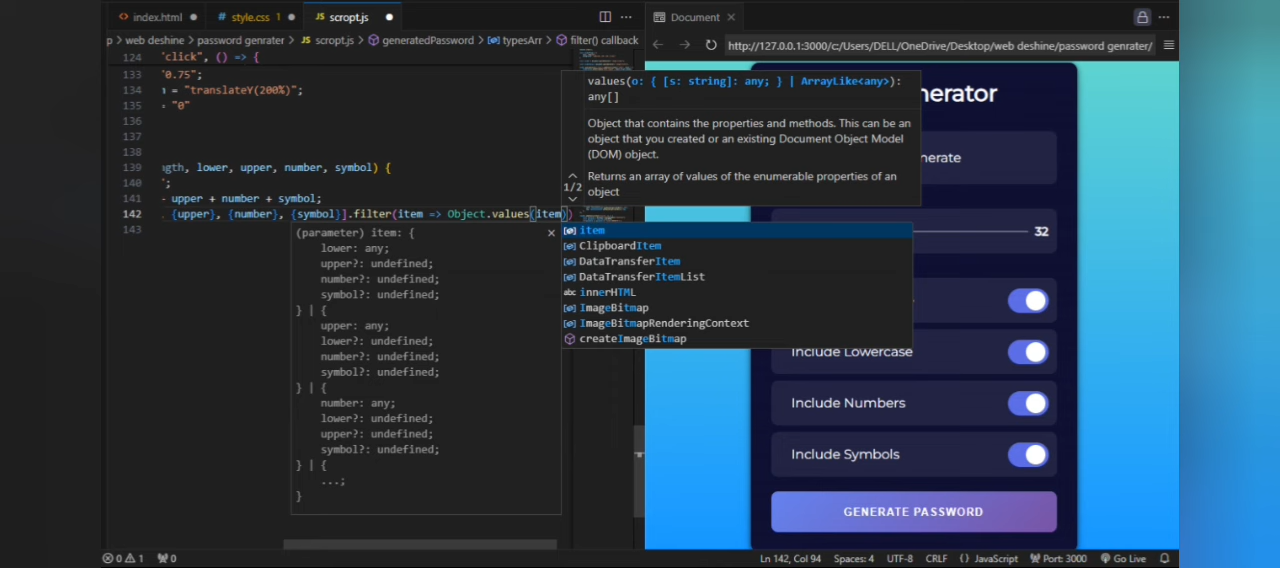 index.html
style.css 1
scropt.js
Document
p > web deshine > password genrater > JS scropt.js > generatedPassword > typesArr > filter() callback
http://127.0.0.1:3000/c:/Users/DELL/OneDrive/Desktop/web deshine/password genrater/
124 "click", () => {
133 "0.75";
134 = "translateY(200%)";
135 = "0"
136
137
138
139 length, lower, upper, number, symbol) {
140 ;
141 upper + number + symbol;
142 {upper}, {number}, {symbol}].filter(item => Object.values(item))
143
values(o: { [s: string]: any; } | ArrayLike<any>):
any[]
Object that contains the properties and methods. This can be an
object that you created or an existing Document Object Model
(DOM) object.
1/2
Returns an array of values of the enumerable properties of an
object
(parameter) item: {
lower: any;
upper?: undefined;
number?: undefined;
symbol?: undefined;
} | {
upper: any;
lower?: undefined;
number?: undefined;
symbol?: undefined;
} | {
number: any;
lower?: undefined;
upper?: undefined;
symbol?: undefined;
} | {
...;
}
item
ClipboardItem
DataTransferItem
DataTransferItemList
abc innerHTML
ImageBitmap
ImageBitmapRenderingContext
createImageBitmap
nerator
nerate
32
Include Lowercase
Include Numbers
Include Symbols
GENERATE PASSWORD
0 1 0
Ln 142, Col 94 Spaces: 4 UTF-8 CRLF {} JavaScript Port: 3000 Go Live